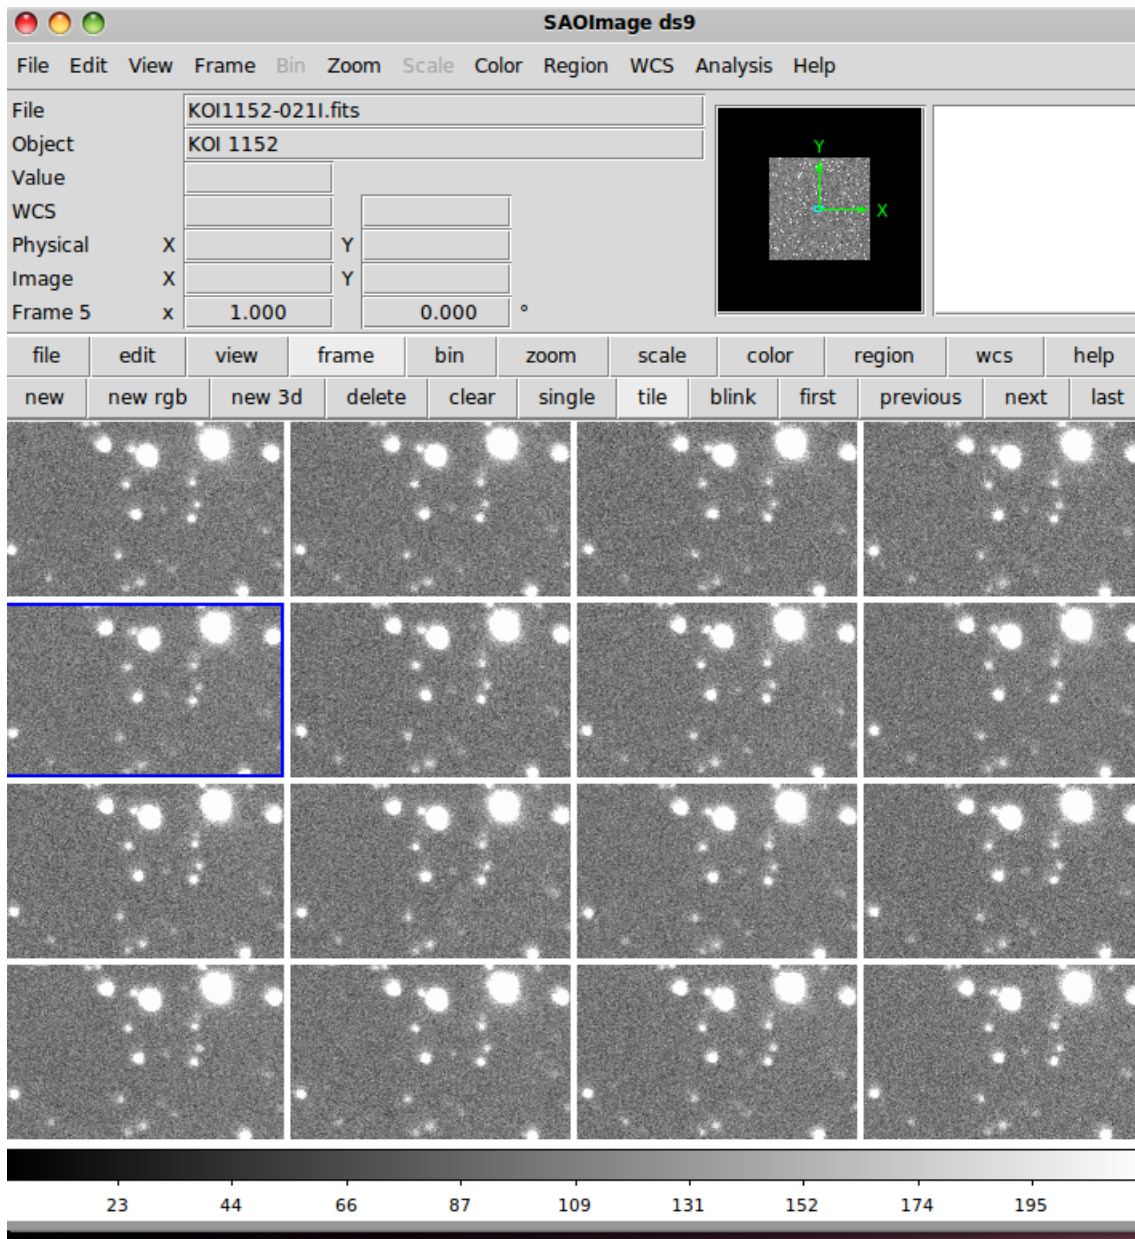 SAOImage ds9
File Edit View Frame Bin Zoom Scale Color Region WCS Analysis Help
File KOI1152-021I.fits
Object KOI 1152
Value
WCS
Physical X Y
Image X Y
Frame 5 x 1.000 0.000 °
Y
X
file edit view frame bin zoom scale color region wcs help
new new rgb new 3d delete clear single tile blink first previous next last
23 44 66 87 109 131 152 174 195